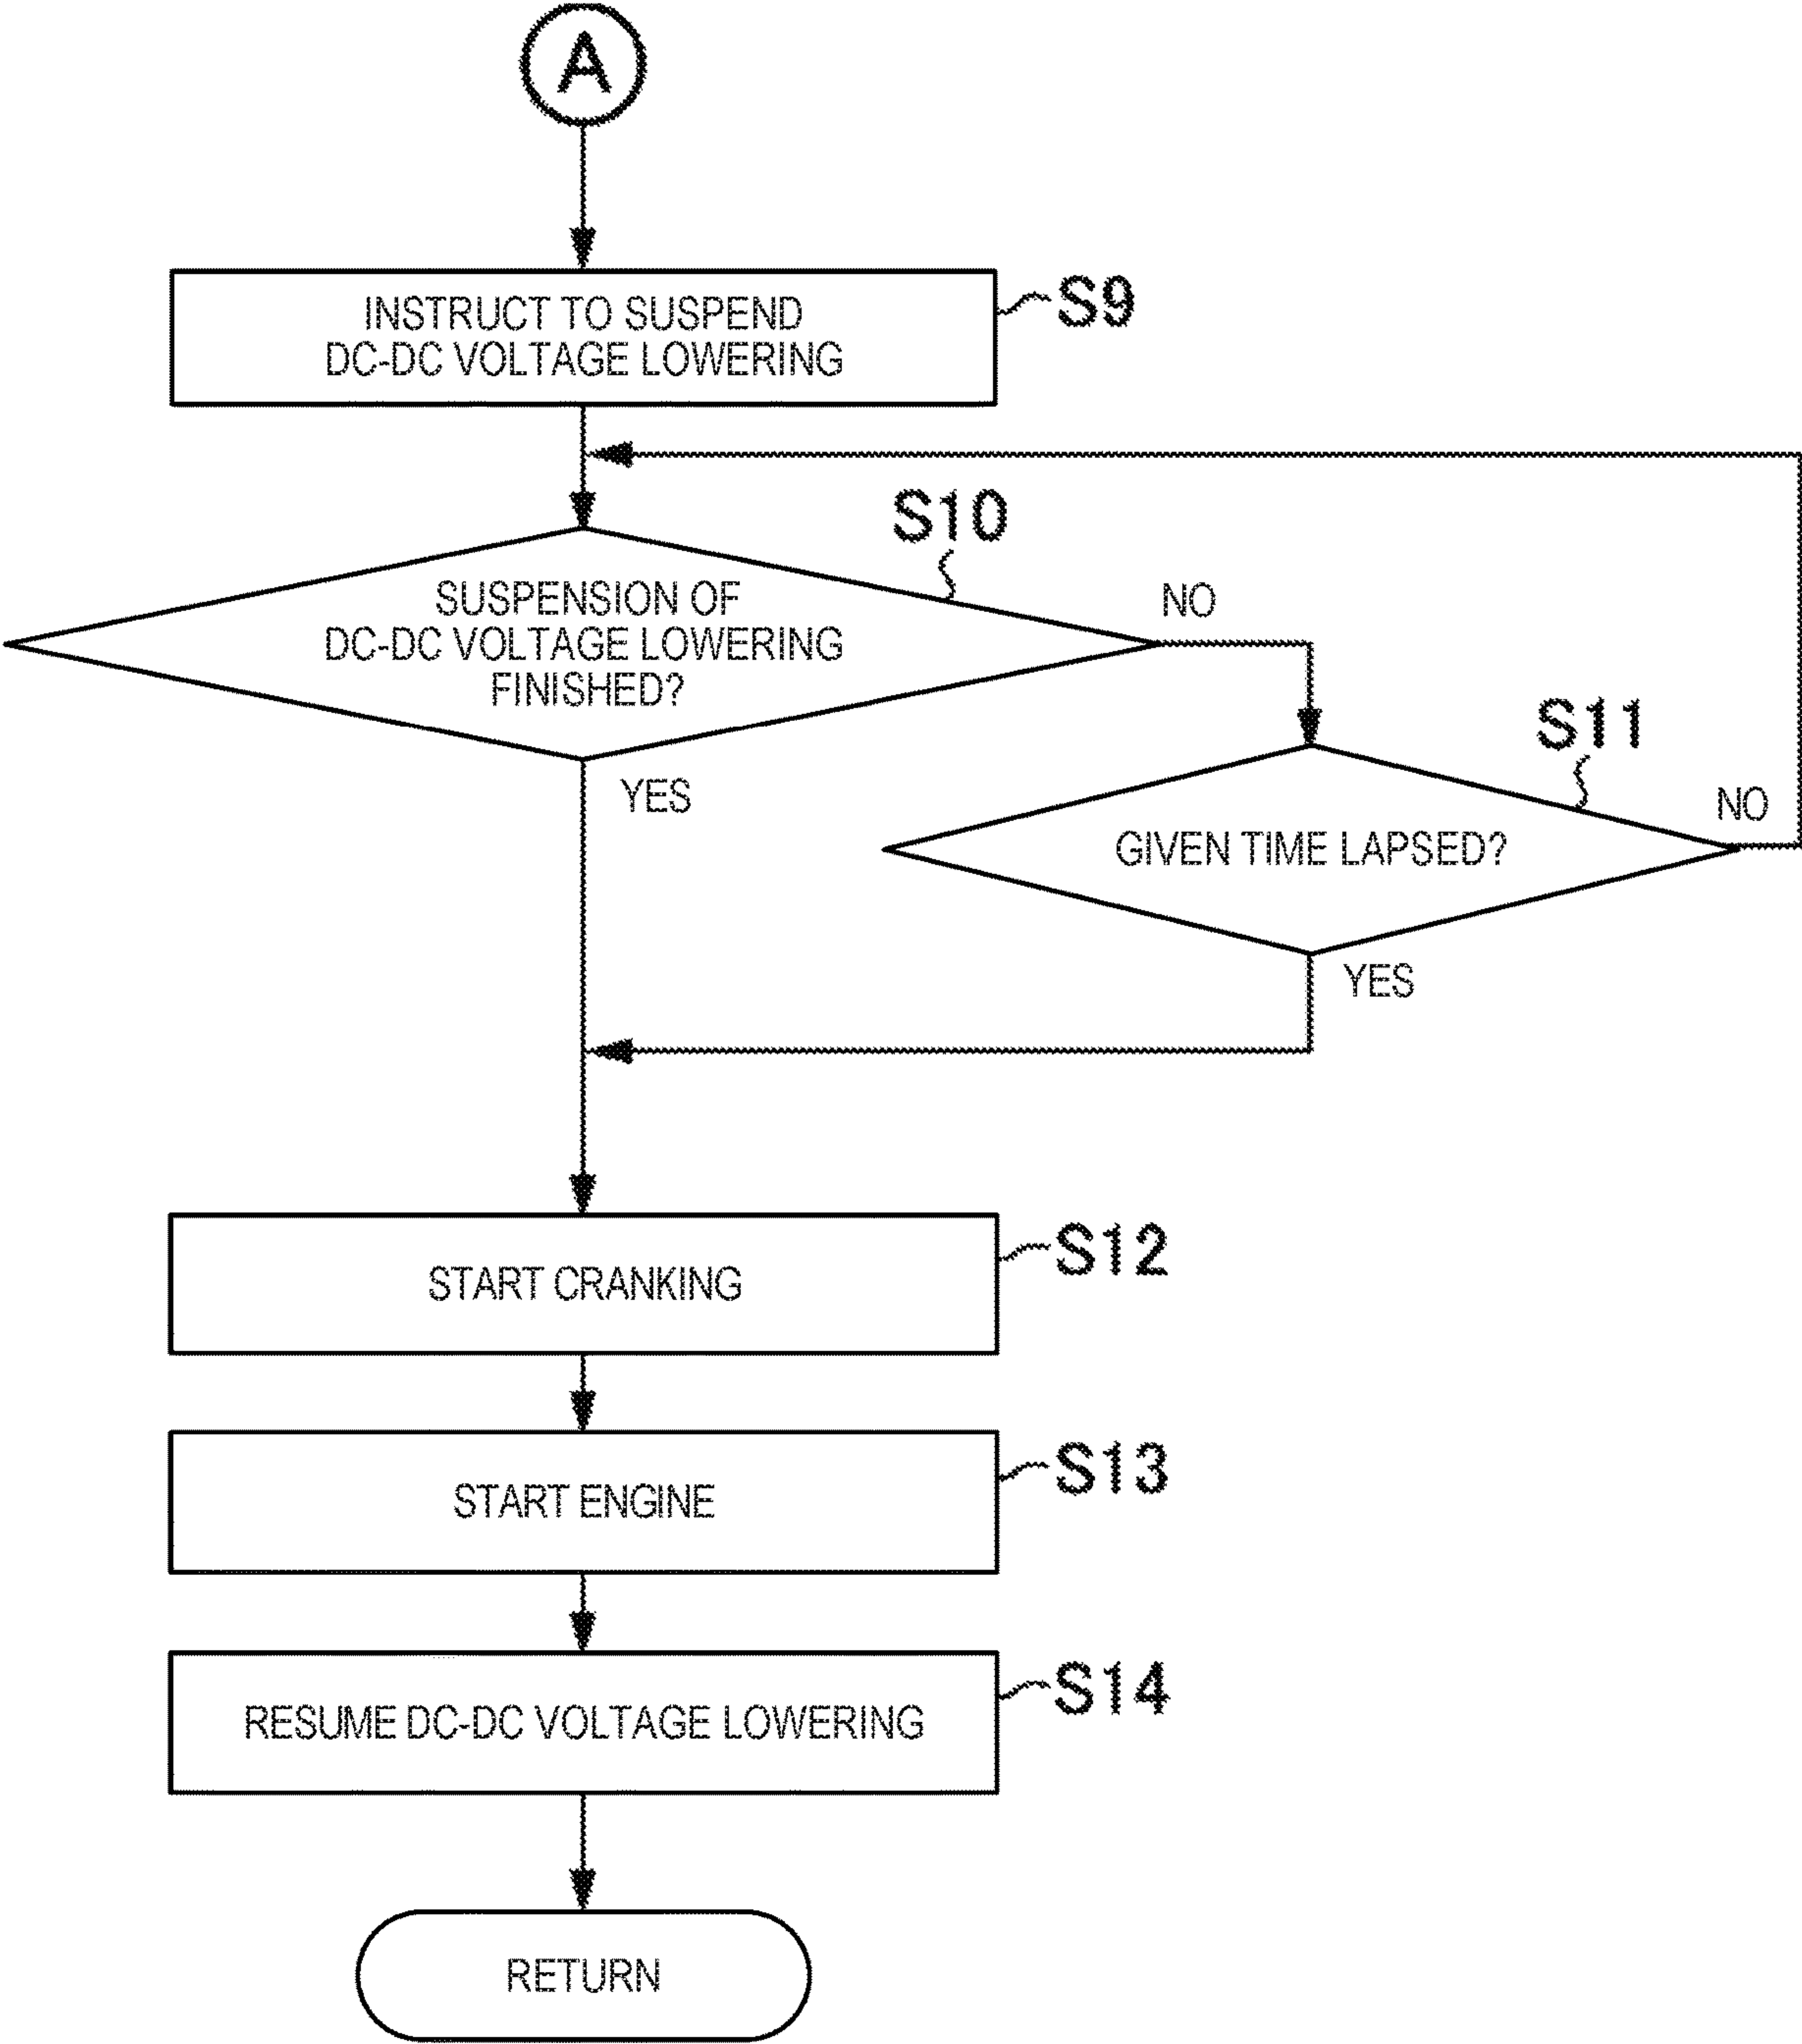 A
INSTRUCT TO SUSPEND
DC-DC VOLTAGE LOWERING
S9
S10
SUSPENSION OF
DC-DC VOLTAGE LOWERING
FINISHED?
NO
YES
S11
GIVEN TIME LAPSED?
NO
YES
START CRANKING
S12
START ENGINE
S13
RESUME DC-DC VOLTAGE LOWERING
S14
RETURN